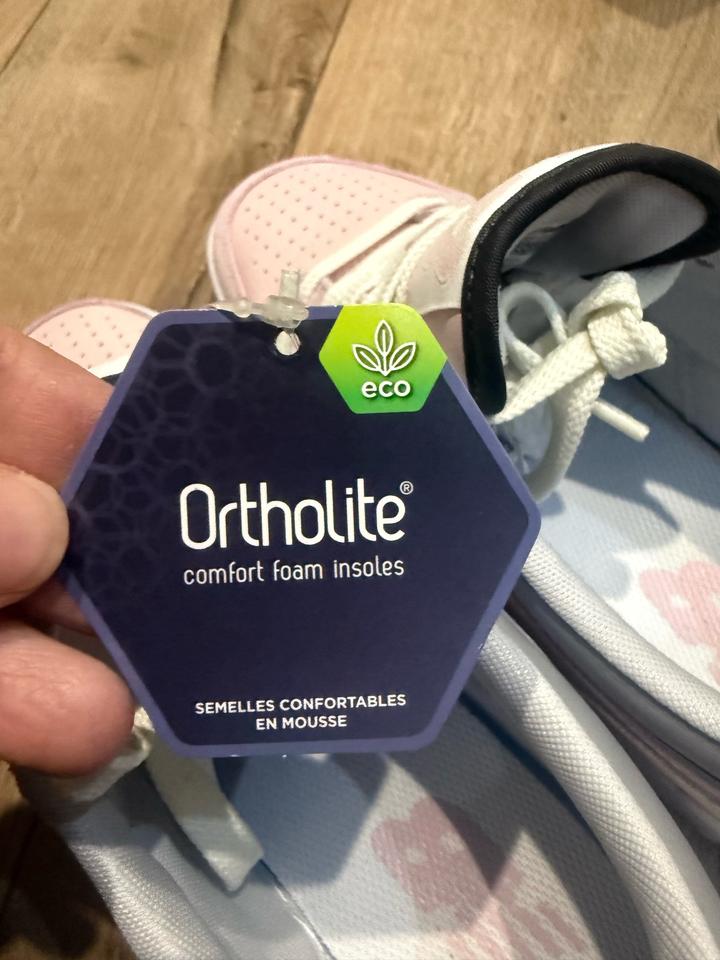 eco
Ortholite®
comfort foam insoles
SEMELLES CONFORTABLES
EN MOUSSE